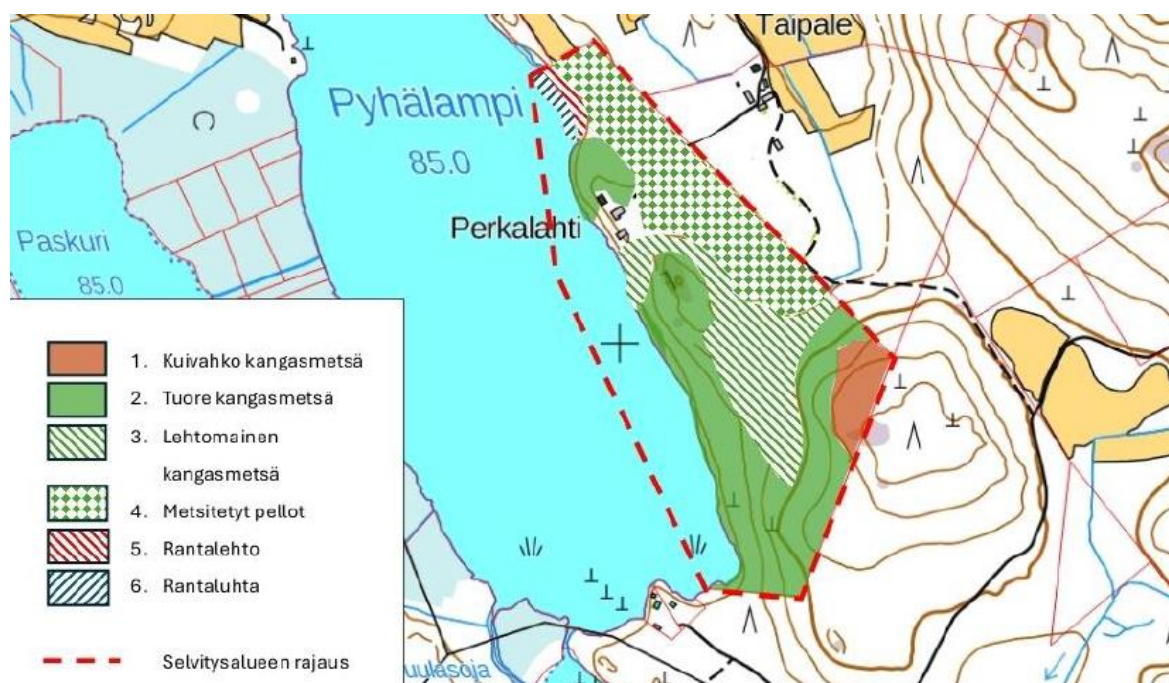 Taipale
Pyhälampi
85.0
Perkalahti
Paskuri
85.0
1. Kuivahko kangasmetsä
2. Tuore kangasmetsä
3. Lehtomainen
kangasmetsä
4. Metsitetyt pellot
5. Rantalehto
6. Rantaluhta
Selvitysalueen rajaus
uulasoja